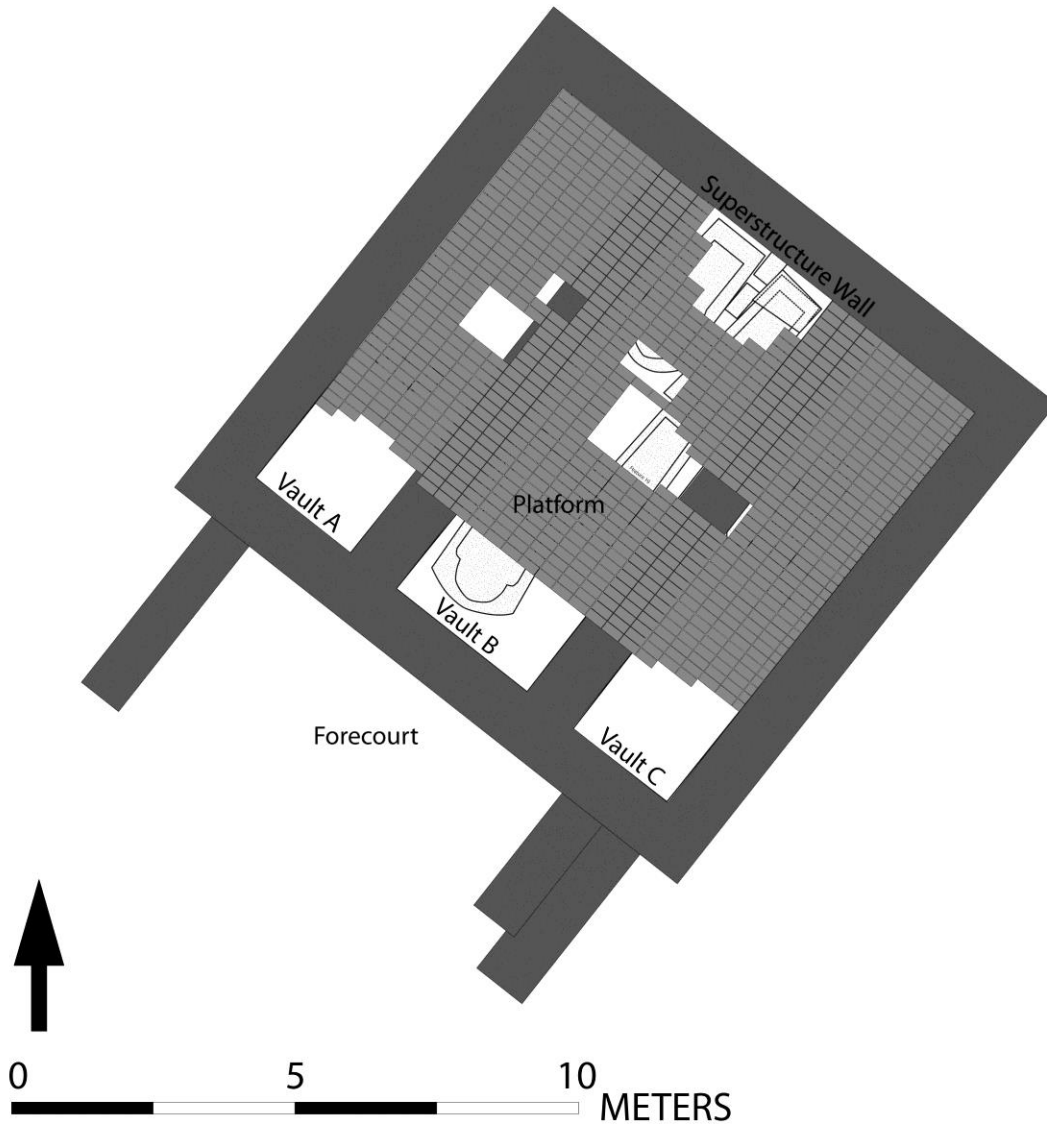 Superstructure Wall
Platform
Vault A
Vault B
Vault C
Forecourt
0 5 10
METERS